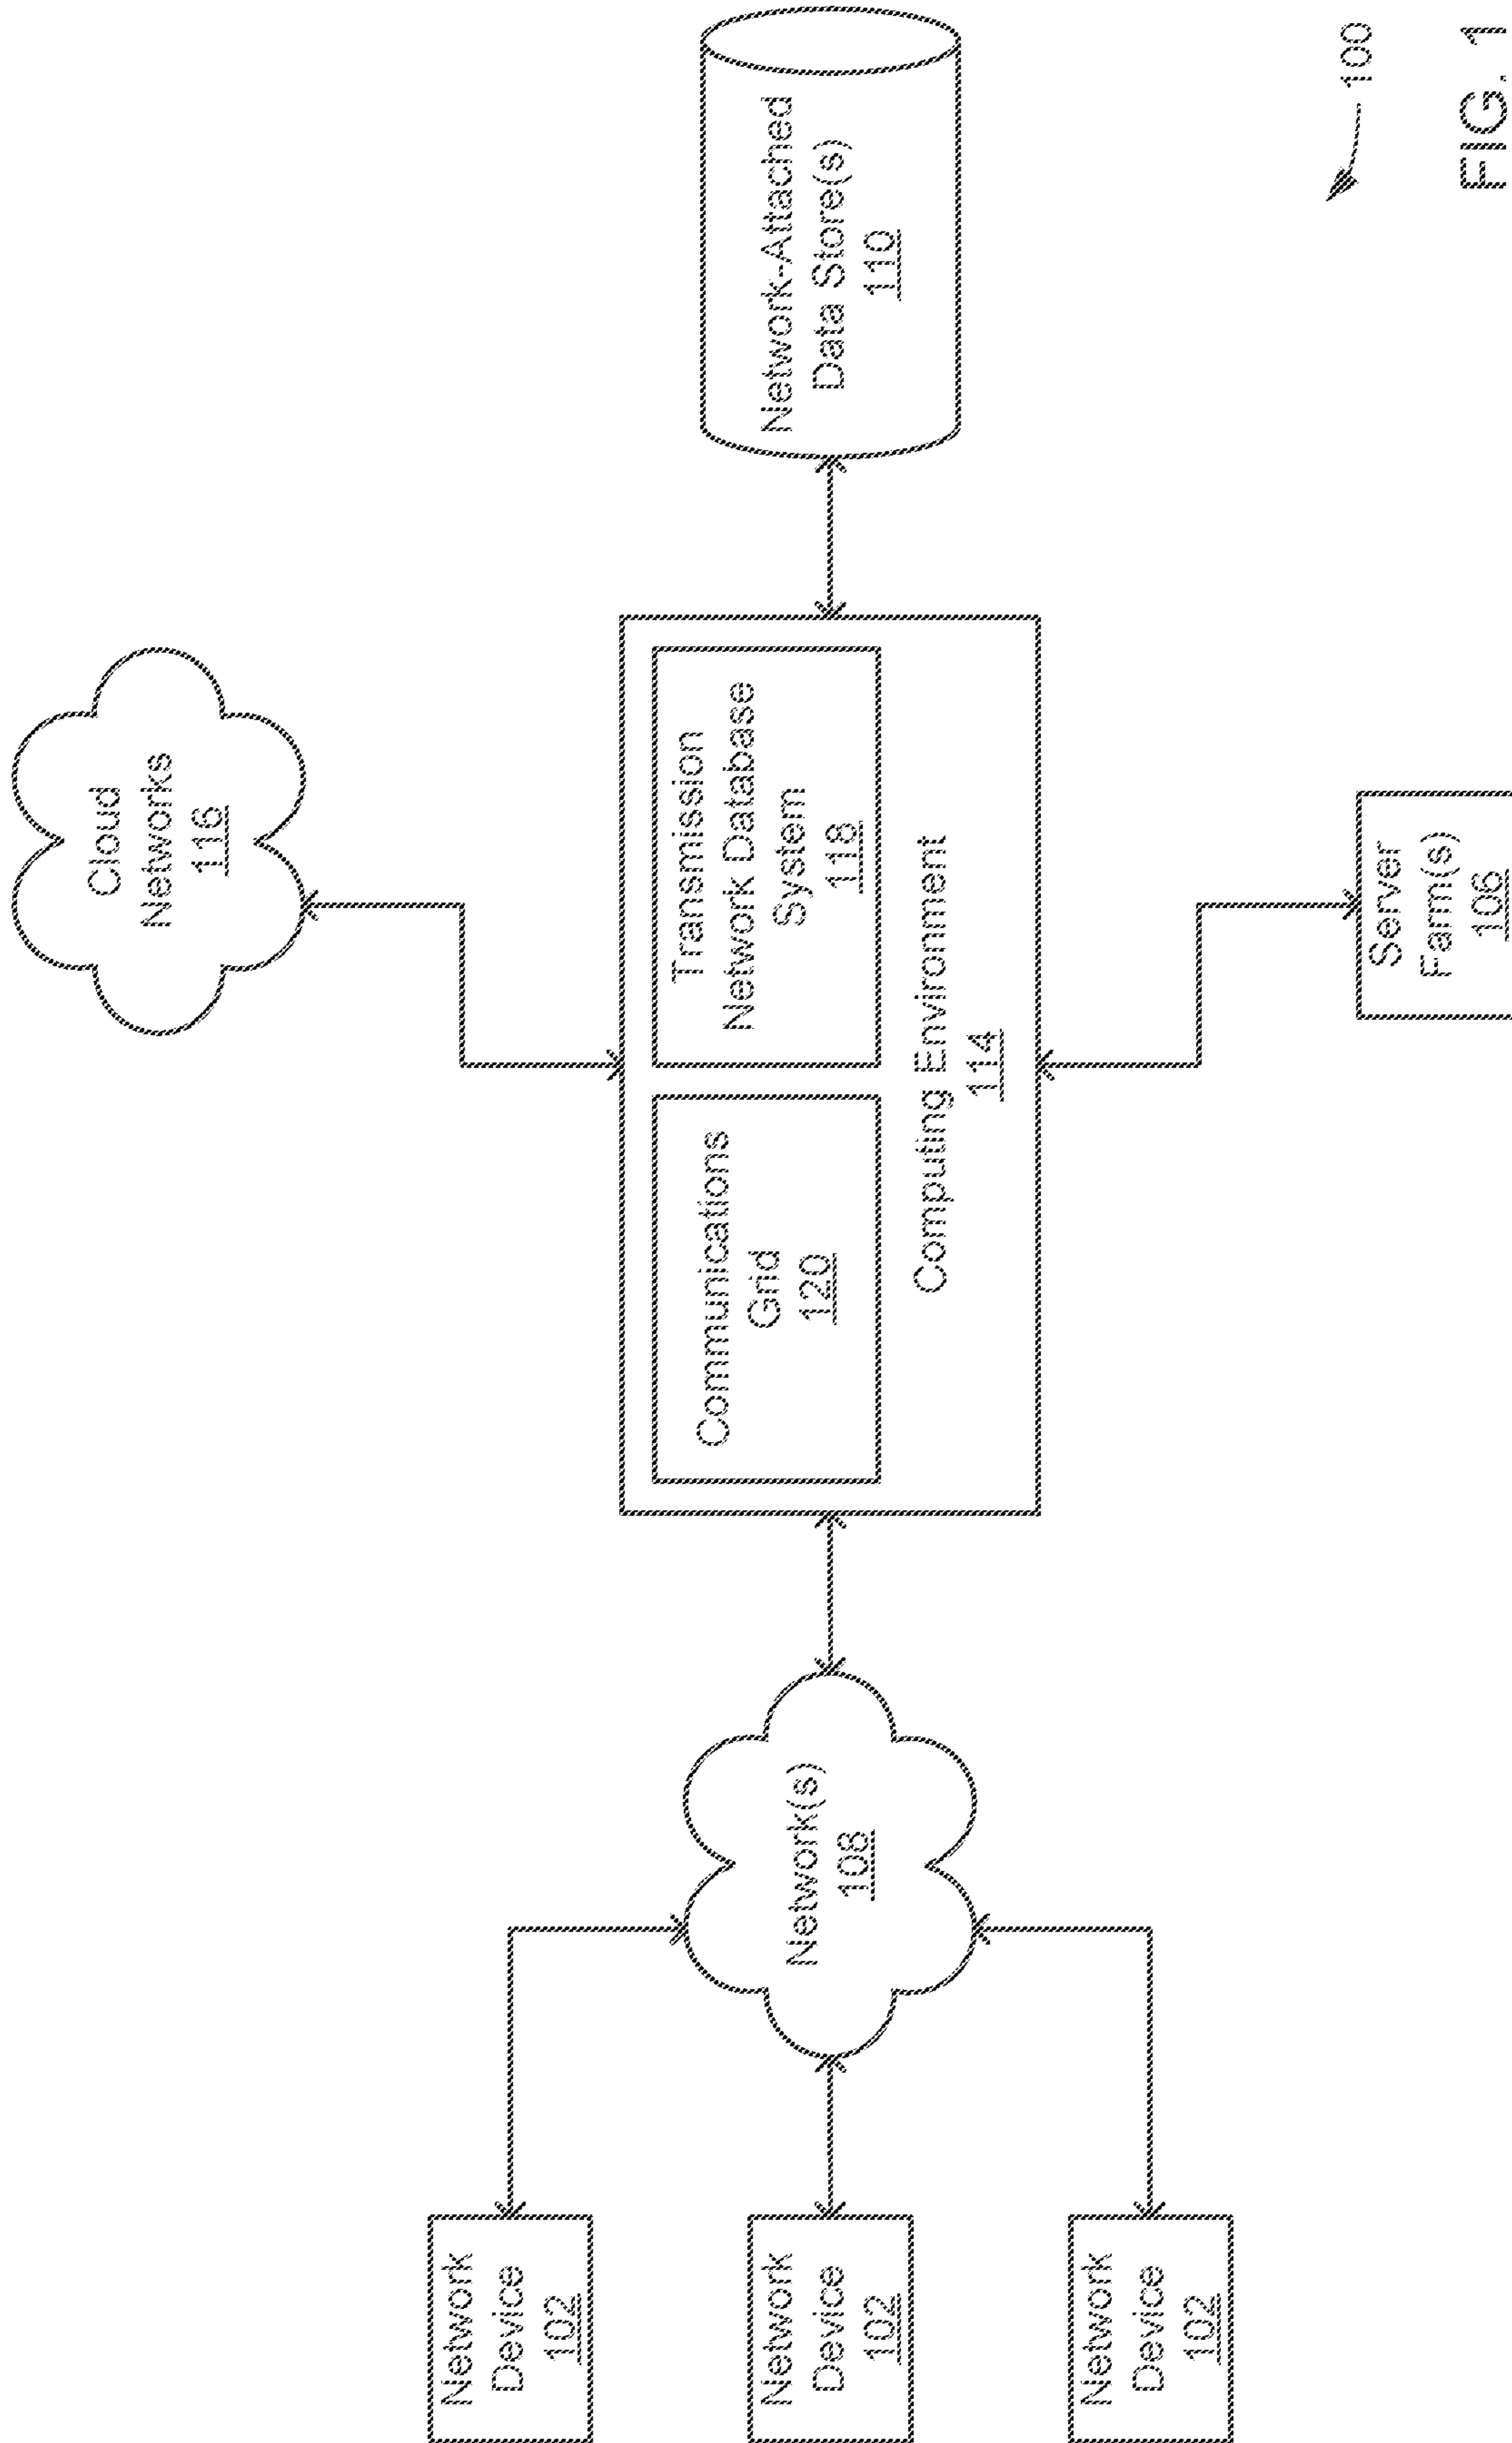 Cloud
Networks
116
Network
Device
102
Network
Device
102
Network
Device
102
Network(s)
108
Communications
Grid
120
Transmission
Network Database
System
118
Computing Environment
114
Network-Attached
Data Store(s)
110
Server
Farm(s)
106
100
FIG. 1